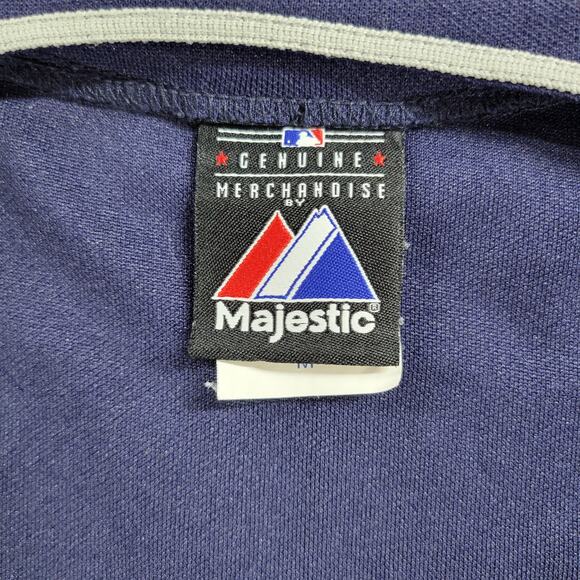 GENUINE
MERCHANDISE
BY
Majestic®
M